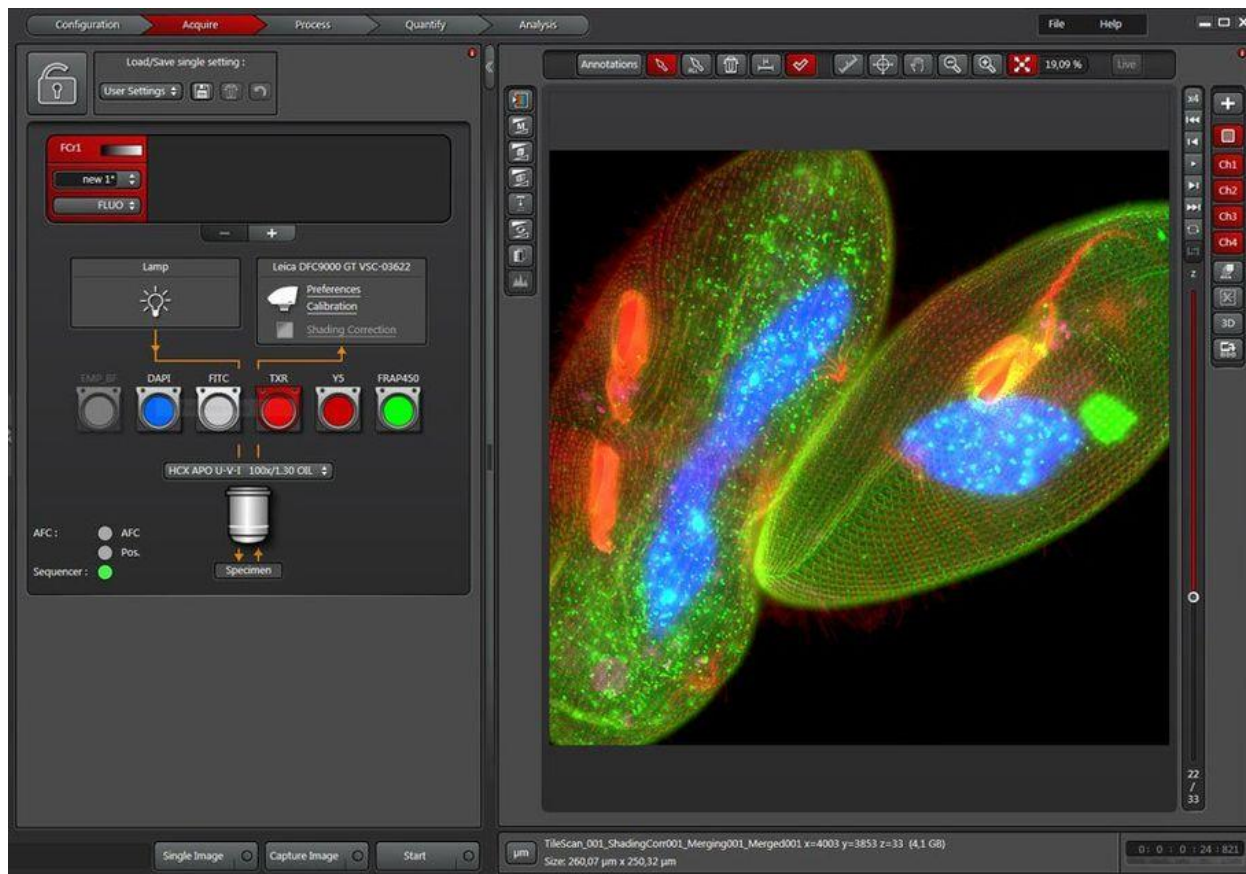 Configuration Acquire Process Quantify Analysis File Help
Load/Save single setting :
User Settings
FCr1
new 1*
FLUO
Lamp
Leica DFC9000 GT VSC-03622
Preferences
Calibration
Shading Correction
EMP_BF DAPI FITC TXR Y5 FRAP450
HCX APO U-V-I 100x/1.30 OIL
AFC : AFC
Pos.
Sequencer :
Specimen
Single Image Capture Image Start
Annotations 19,09 % Live
M
x4
Ch1
Ch2
Ch3
Ch4
z
3D
22
/
33
µm
TileScan_001_ShadingCorr001_Merging001_Merged001 x=4003 y=3853 z=33 (4,1 GB)
Size: 260,07 µm x 250,32 µm
0: 0: 0 :24 :821